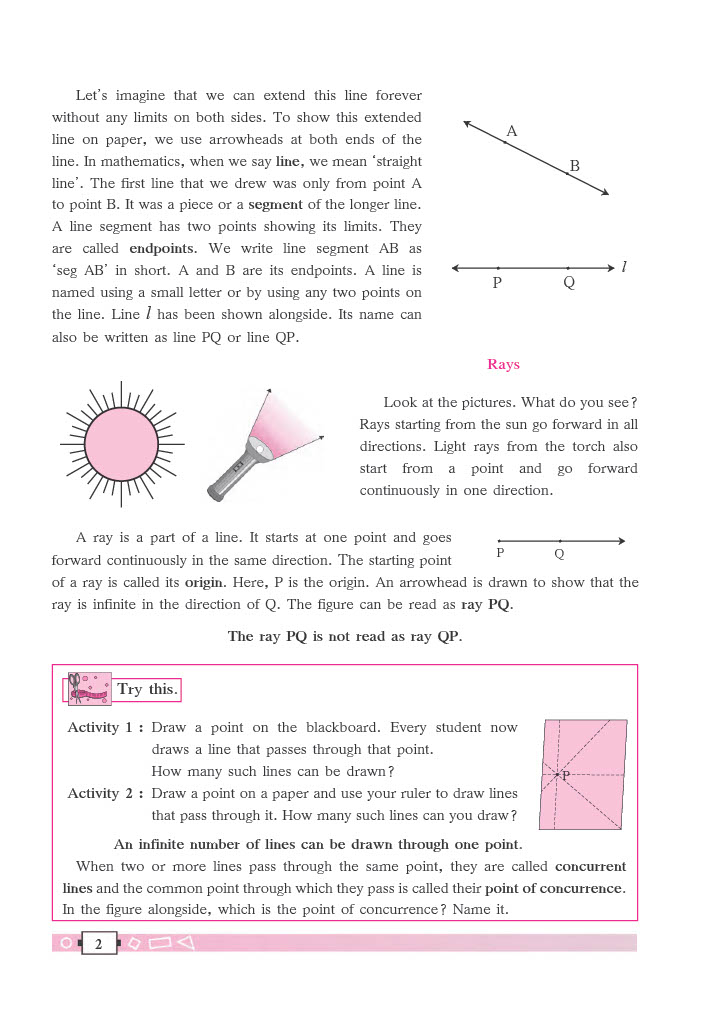 Let's imagine that we can extend this line forever
without any limits on both sides. To show this extended
line on paper, we use arrowheads at both ends of the
line. In mathematics, when we say line, we mean ‘straight
line’. The first line that we drew was only from point A
to point B. It was a piece or a segment of the longer line.
A line segment has two points showing its limits. They
are called endpoints. We write line segment AB as
‘seg AB’ in short. A and B are its endpoints. A line is
named using a small letter or by using any two points on
the line. Line l has been shown alongside. Its name can
also be written as line PQ or line QP.
A
B
l
P Q
Rays
Look at the pictures. What do you see?
Rays starting from the sun go forward in all
directions. Light rays from the torch also
start from a point and go forward
continuously in one direction.
A ray is a part of a line. It starts at one point and goes
forward continuously in the same direction. The starting point
P Q
of a ray is called its origin. Here, P is the origin. An arrowhead is drawn to show that the
ray is infinite in the direction of Q. The figure can be read as ray PQ.
The ray PQ is not read as ray QP.
Try this.
Activity 1 : Draw a point on the blackboard. Every student now
draws a line that passes through that point.
How many such lines can be drawn?
Activity 2 : Draw a point on a paper and use your ruler to draw lines
that pass through it. How many such lines can you draw?
P
An infinite number of lines can be drawn through one point.
When two or more lines pass through the same point, they are called concurrent
lines and the common point through which they pass is called their point of concurrence.
In the figure alongside, which is the point of concurrence? Name it.
2